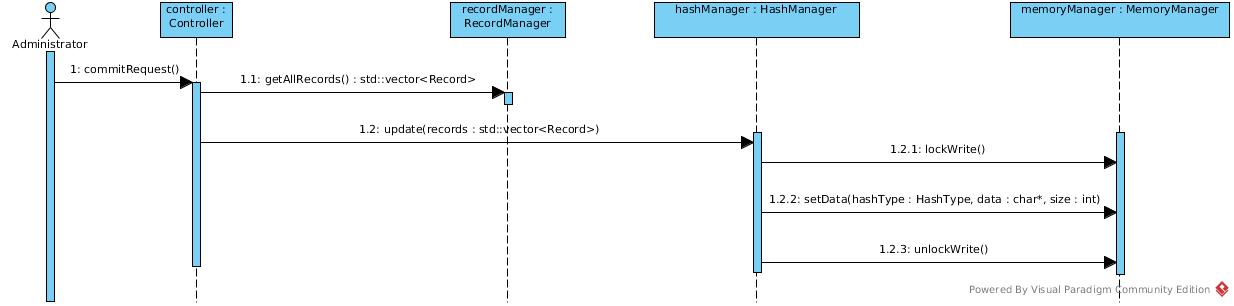 controller :
Controller
recordManager :
RecordManager
hashManager : HashManager
memoryManager : MemoryManager
Administrator
1: commitRequest()
1.1: getAllRecords() : std::vector<Record>
1.2: update(records : std::vector<Record>)
1.2.1: lockWrite()
1.2.2: setData(hashType : HashType, data : char*, size : int)
1.2.3: unlockWrite()
Powered By Visual Paradigm Community Edition